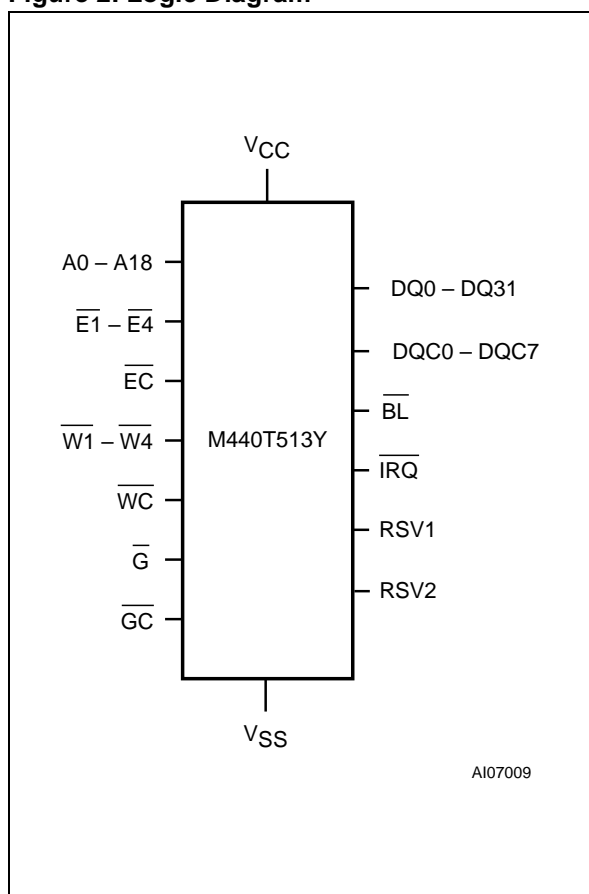 Figure 2. Logic Diagram
VCC
A0 – A18
E1 – E4
EC
W1 – W4
WC
G
GC
M440T513Y
DQ0 – DQ31
DQC0 – DQC7
BL
IRQ
RSV1
RSV2
VSS
AI07009